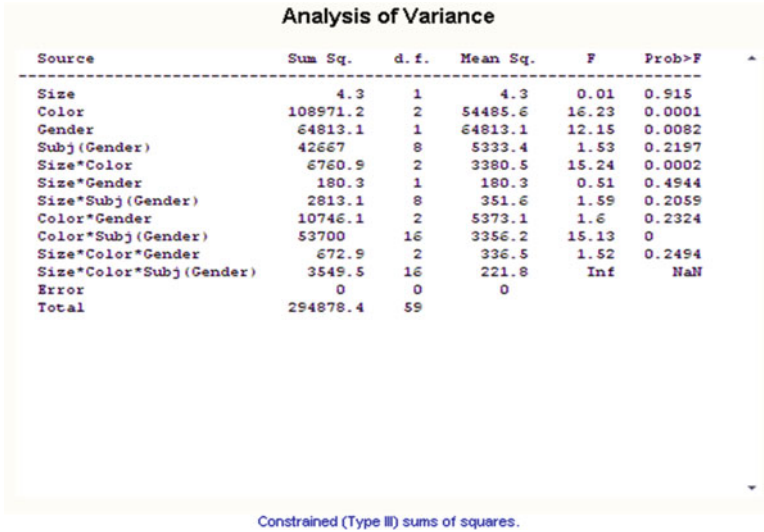 Analysis of Variance
Source Sum Sq. d.f. Mean Sq. F Prob>F
Size 4.3 1 4.3 0.01 0.915
Color 108971.2 2 54485.6 16.23 0.0001
Gender 64813.1 1 64813.1 12.15 0.0082
Subj(Gender) 42667 8 5333.4 1.53 0.2197
Size*Color 6760.9 2 3380.5 15.24 0.0002
Size*Gender 180.3 1 180.3 0.51 0.4944
Size*Subj(Gender) 2813.1 8 351.6 1.59 0.2059
Color*Gender 10746.1 2 5373.1 1.6 0.2324
Color*Subj(Gender) 53700 16 3356.2 15.13 0
Size*Color*Gender 672.9 2 336.5 1.52 0.2494
Size*Color*Subj(Gender) 3549.5 16 221.8 Inf NaN
Error 0 0 0
Total 294878.4 59
Constrained (Type III) sums of squares.